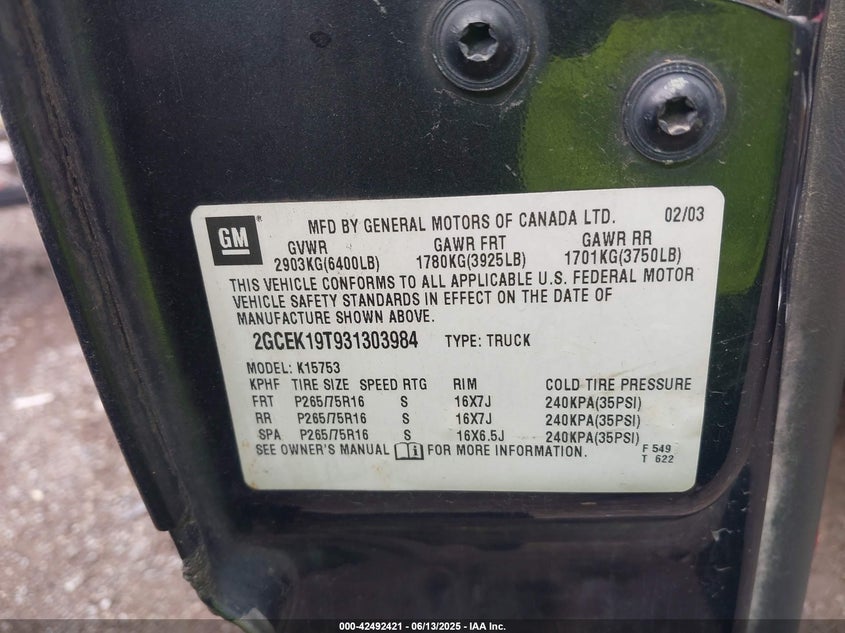 GM
MFD BY GENERAL MOTORS OF CANADA LTD. 02/03
GVWR GAWR FRT GAWR RR
2903KG(6400LB) 1780KG(3925LB) 1701KG(3750LB)
THIS VEHICLE CONFORMS TO ALL APPLICABLE U.S. FEDERAL MOTOR
VEHICLE SAFETY STANDARDS IN EFFECT ON THE DATE OF
MANUFACTURE SHOWN ABOVE.
2GCEK19T931303984 TYPE: TRUCK
MODEL: K15753
KPHF TIRE SIZE SPEED RTG RIM COLD TIRE PRESSURE
FRT P265/75R16 S 16X7J 240KPA(35PSI)
RR P265/75R16 S 16X7J 240KPA(35PSI)
SPA P265/75R16 S 16X6.5J 240KPA(35PSI)
SEE OWNER'S MANUAL FOR MORE INFORMATION. F 549
T 622
000-42492421 - 06/13/2025 - IAA Inc.